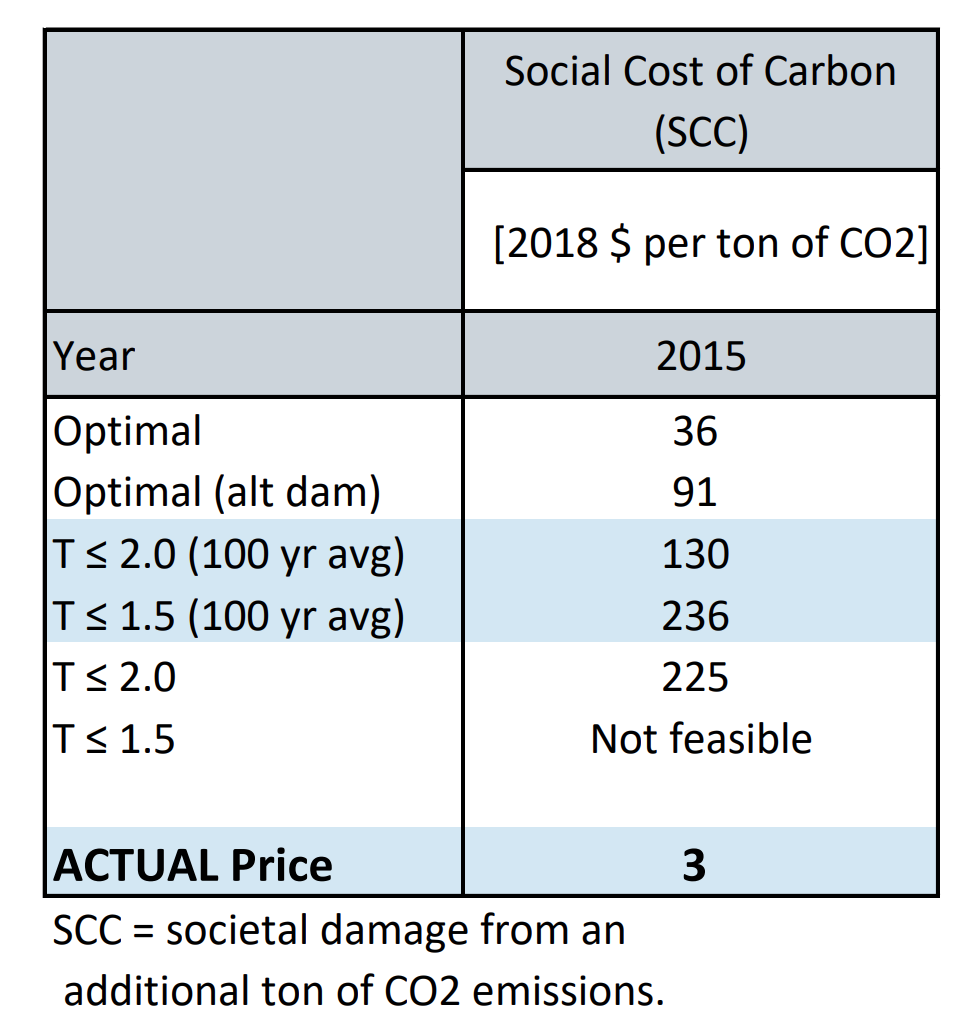 Social Cost of Carbon
(SCC)
[2018 $ per ton of CO2]
Year 2015
Optimal 36
Optimal (alt dam) 91
T ≤ 2.0 (100 yr avg) 130
T ≤ 1.5 (100 yr avg) 236
T ≤ 2.0 225
T ≤ 1.5 Not feasible
ACTUAL Price 3
SCC = societal damage from an
additional ton of CO2 emissions.